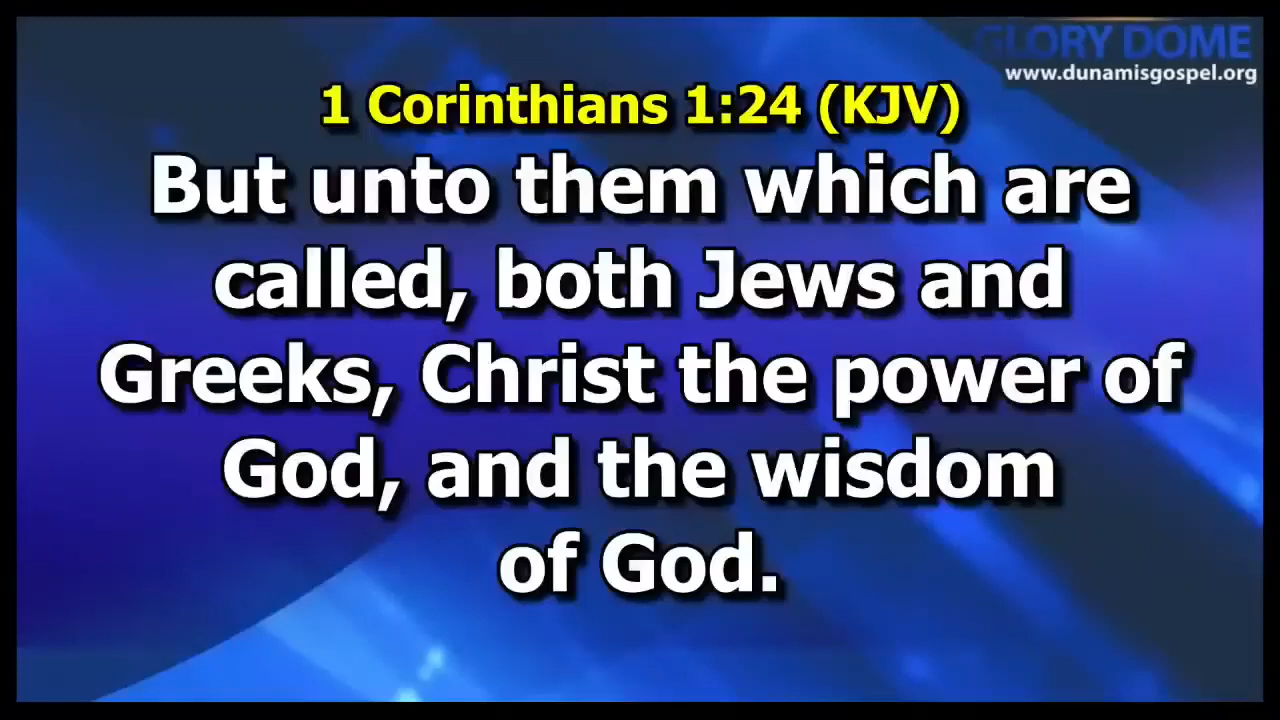 GLORY DOME
www.dunamisgospel.org
1 Corinthians 1:24 (KJV)
But unto them which are
called, both Jews and
Greeks, Christ the power of
God, and the wisdom
of God.